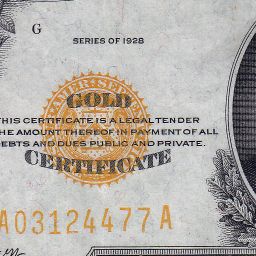 G
SERIES OF 1928
AMERICA
GOLD
THIS CERTIFICATE IS A LEGAL TENDER
THE AMOUNT THEREOF IN PAYMENT OF ALL
DEBTS AND DUES PUBLIC AND PRIVATE.
CERTIFICATE
A03124477A